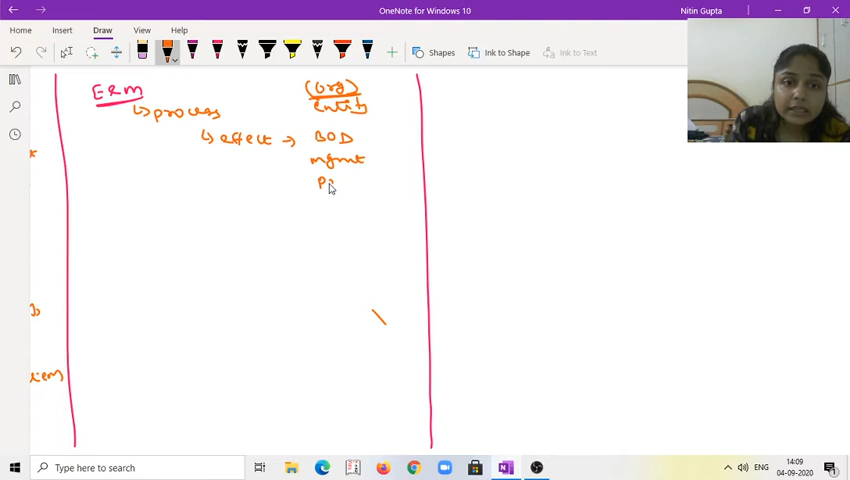 OneNote for Windows 10
Nitin Gupta
Home Insert Draw View Help
Shapes Ink to Shape Ink to Text
ERM
↳process
↳effect → BOD
(Org)
entity
mgmt
Type here to search
ENG
14:09
04-09-2020
1